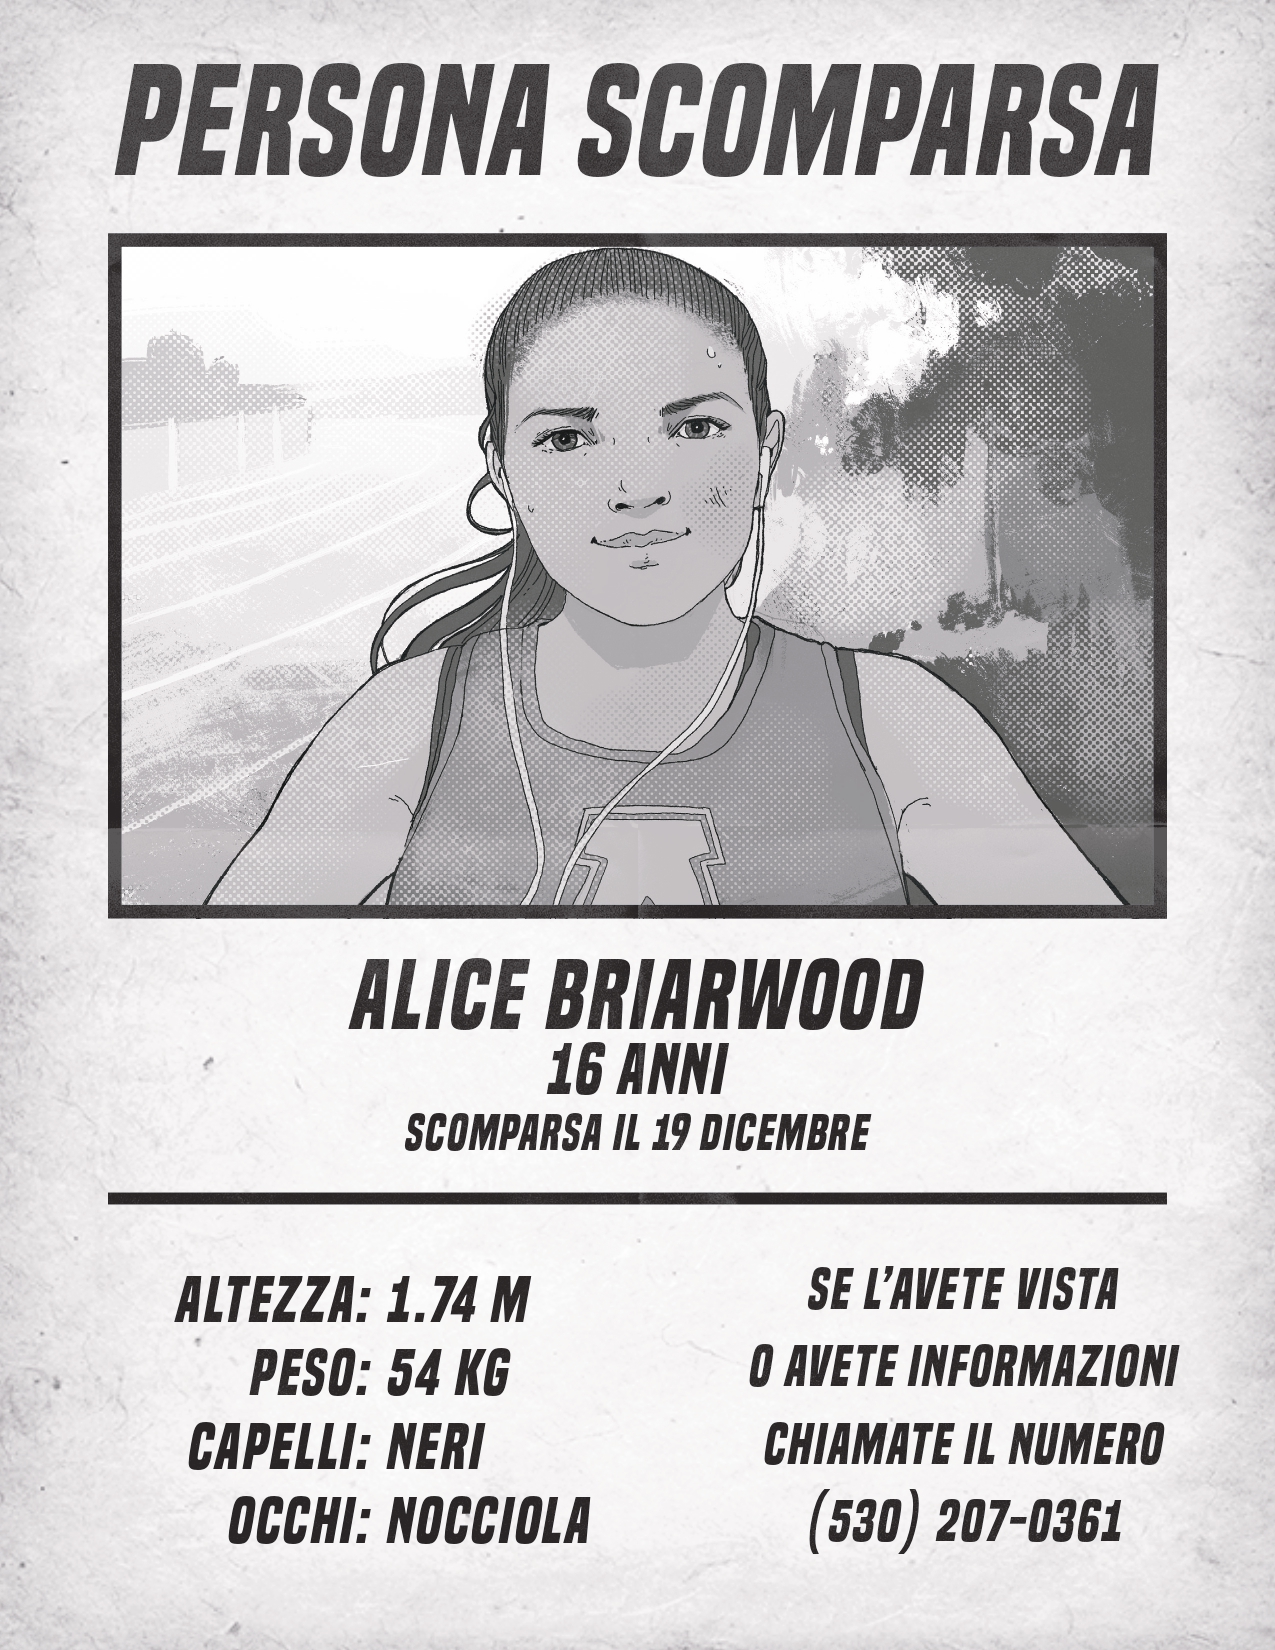 PERSONA SCOMPARSA
A
ALICE BRIARWOOD
16 ANNI
SCOMPARSA IL 19 DICEMBRE
ALTEZZA: 1.74 M
PESO: 54 KG
CAPELLI: NERI
OCCHI: NOCCIOLA
SE L'AVETE VISTA
O AVETE INFORMAZIONI
CHIAMATE IL NUMERO
(530) 207-0361